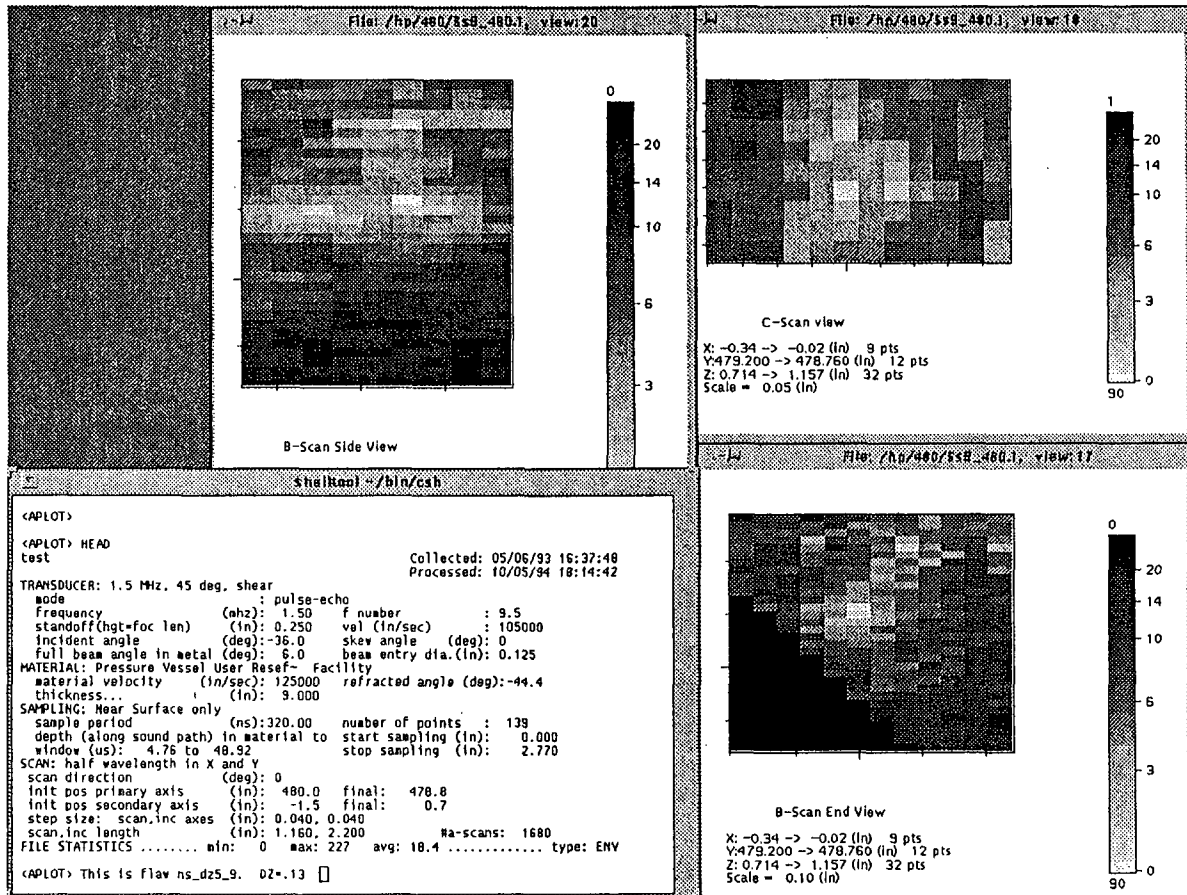 File: /hp/480/$s9_480.1, view:20
0
20
14
10
6
3
B-Scan Side View
File: /hp/480/$s9_480.1, view:18
1
20
14
10
6
3
0
90
C-Scan view
X: -0.34 -> -0.02 (in) 9 pts
Y:479.200 -> 478.760 (in) 12 pts
Z: 0.714 -> 1.157 (in) 32 pts
Scale = 0.05 (in)
shelltool -/bin/csh
<APLOT>
<APLOT> HEAD
test Collected: 05/06/93 16:37:48
Processed: 10/05/94 18:14:42
TRANSDUCER: 1.5 MHz, 45 deg, shear
mode : pulse-echo
frequency (mhz): 1.50 f number : 9.5
standoff(hgt=foc len) (in): 0.250 vel (in/sec) : 105000
incident angle (deg):-36.0 skew angle (deg): 0
full beam angle in metal (deg): 6.0 beam entry dia.(in): 0.125
MATERIAL: Pressure Vessel User Resef~ Facility
material velocity (in/sec): 125000 refracted angle (deg):-44.4
thickness... (in): 9.000
SAMPLING: Near Surface only
sample period (ns):320.00 number of points : 139
depth (along sound path) in material to start sampling (in): 0.000
window (us): 4.76 to 48.92 stop sampling (in): 2.770
SCAN: half wavelength in X and Y
scan direction (deg): 0
init pos primary axis (in): 480.0 final: 478.8
init pos secondary axis (in): -1.5 final: 0.7
step size: scan,inc axes (in): 0.040, 0.040
scan,inc length (in): 1.160, 2.200 #a-scans: 1680
FILE STATISTICS ........ min: 0 max: 227 avg: 18.4 ............. type: ENV
<APLOT> This is flaw ns_dz5_9. DZ=.13
File: /hp/480/$s9_480.1, view:17
0
20
14
10
6
3
0
90
B-Scan End View
X: -0.34 -> -0.02 (in) 9 pts
Y:479.200 -> 478.760 (in) 12 pts
Z: 0.714 -> 1.157 (in) 32 pts
Scale = 0.10 (in)